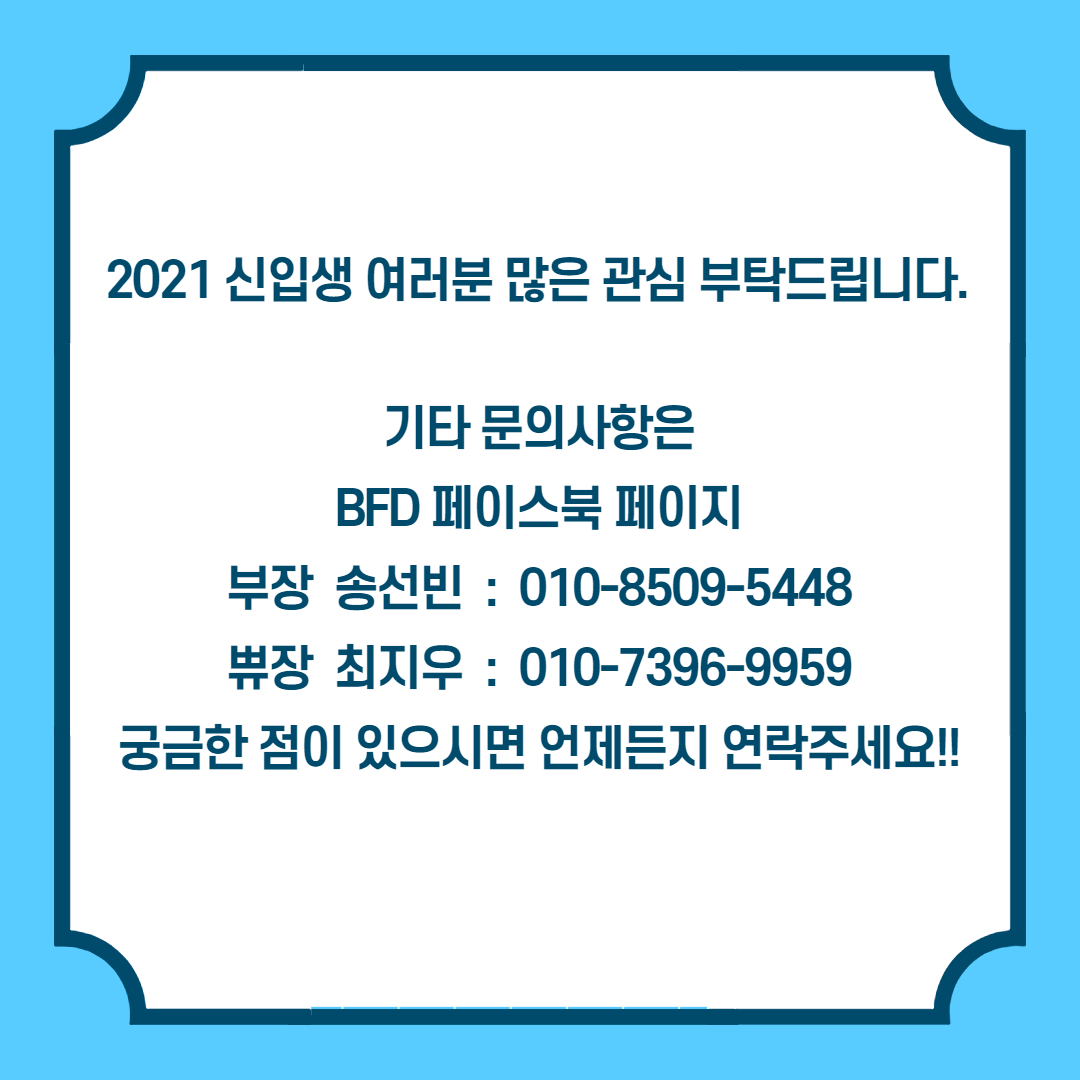 2021 신입생 여러분 많은 관심 부탁드립니다.
기타 문의사항은
BFD 페이스북 페이지
부장 송선빈 : 010-8509-5448
쀼장 최지우 : 010-7396-9959
궁금한 점이 있으시면 언제든지 연락주세요!!